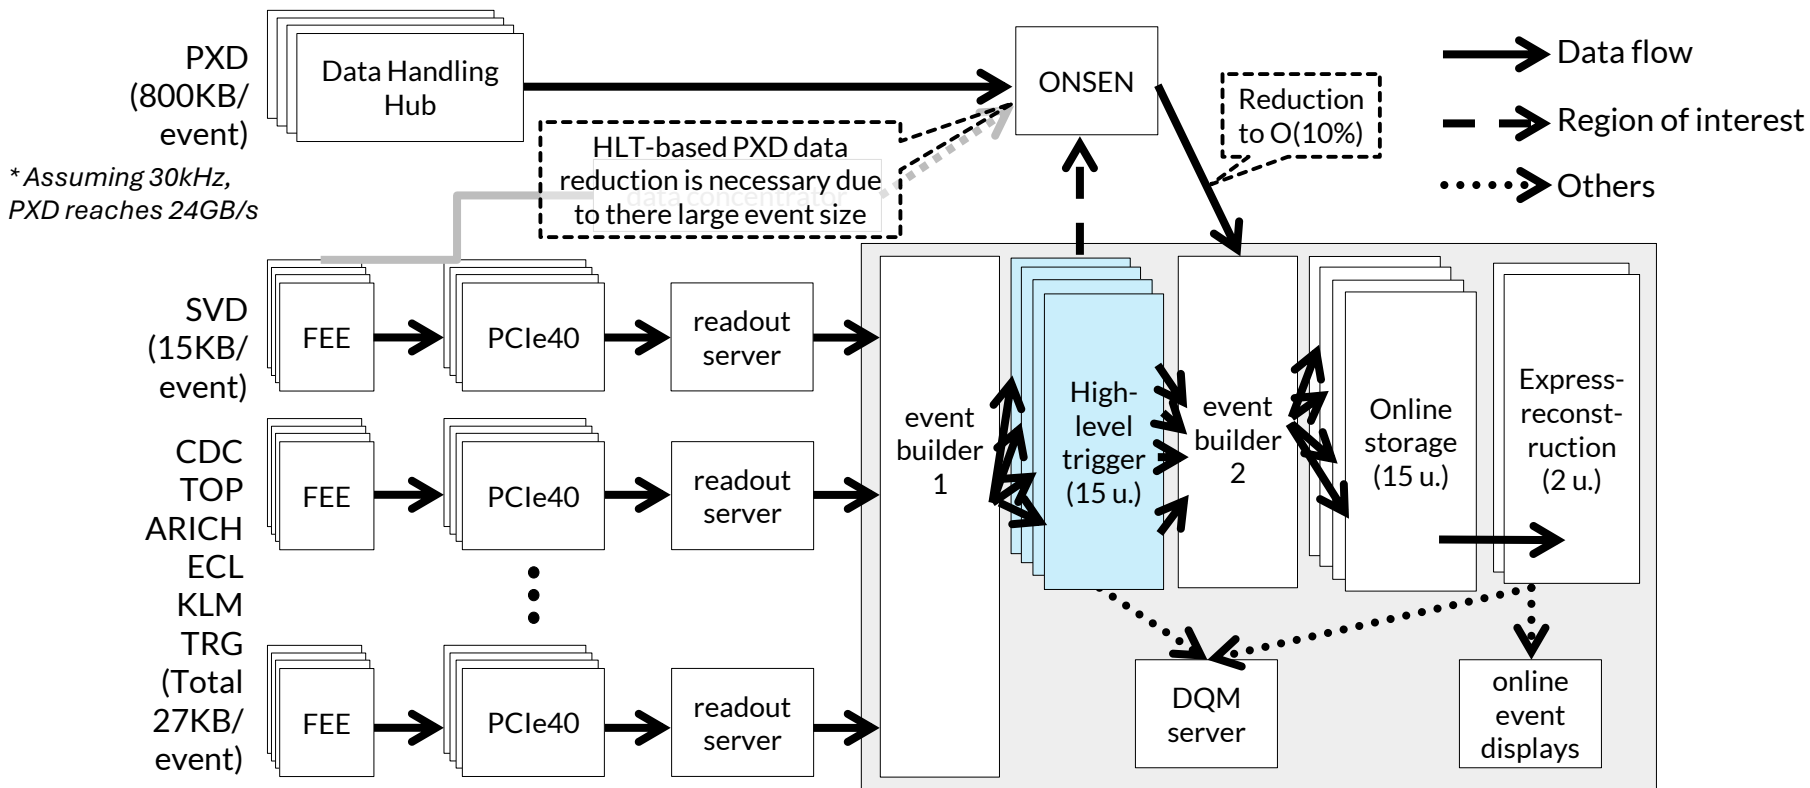 PXD
(800KB/
event)
* Assuming 30kHz,
PXD reaches 24GB/s
Data Handling
Hub
ONSEN
Reduction
to O(10%)
Data flow
Region of interest
Others
HLT-based PXD data
reduction is necessary due
to there large event size
data concentrator
SVD
(15KB/
event)
FEE
PCIe40
readout
server
CDC
TOP
ARICH
ECL
KLM
TRG
(Total
27KB/
event)
FEE
PCIe40
readout
server
FEE
PCIe40
readout
server
event
builder
1
High-
level
trigger
(15 u.)
event
builder
2
Online
storage
(15 u.)
Express-
reconst-
ruction
(2 u.)
DQM
server
online
event
displays